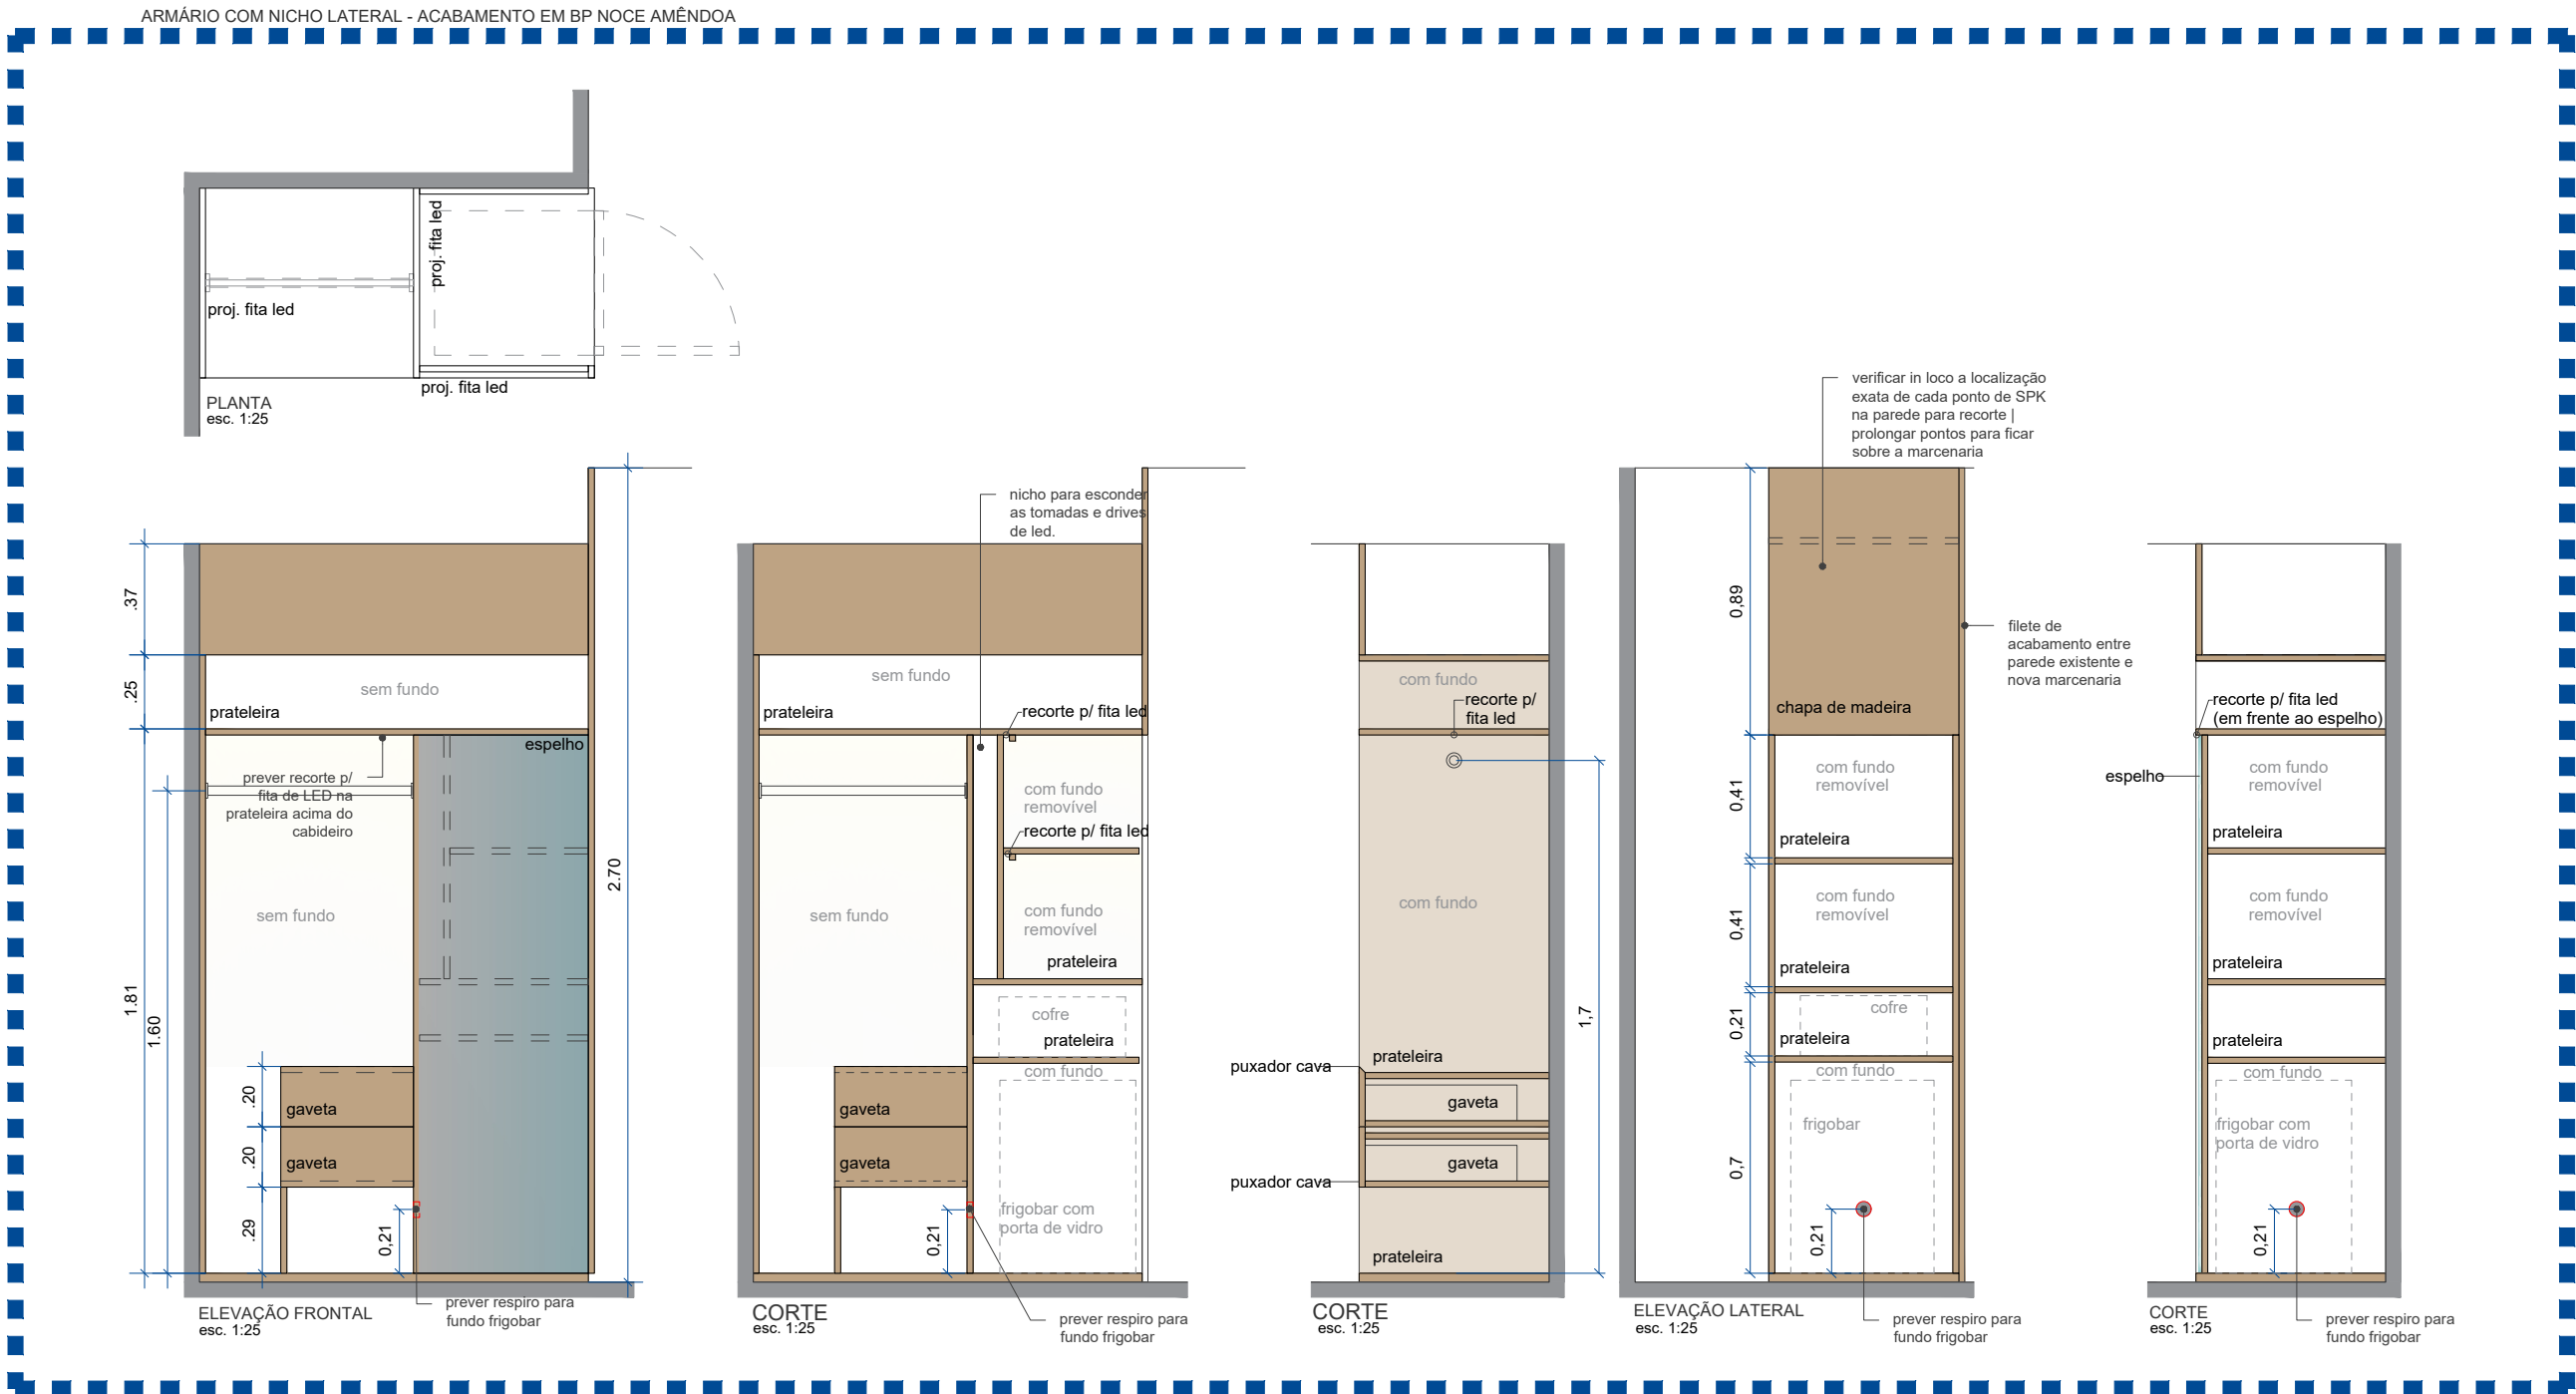 ARMÁRIO COM NICHO LATERAL - ACABAMENTO EM BP NOCE AMÊNDOA
proj. fita led
proj. fita led
proj. fita led
PLANTA
esc. 1:25
.37
.25
1.81
1.60
.20
.20
.29
0,21
2.70
sem fundo
prateleira
espelho
prever recorte p/
fita de LED na
prateleira acima do
cabideiro
sem fundo
gaveta
gaveta
prever respiro para
fundo frigobar
ELEVAÇÃO FRONTAL
esc. 1:25
nicho para esconder
as tomadas e drives
de led.
sem fundo
prateleira
recorte p/ fita led
com fundo
removível
recorte p/ fita led
sem fundo
com fundo
removível
prateleira
cofre
prateleira
com fundo
gaveta
gaveta
frigobar com
porta de vidro
0,21
prever respiro para
fundo frigobar
CORTE
esc. 1:25
com fundo
recorte p/
fita led
com fundo
1,7
prateleira
puxador cava
gaveta
gaveta
puxador cava
prateleira
CORTE
esc. 1:25
verificar in loco a localização
exata de cada ponto de SPK
na parede para recorte |
prolongar pontos para ficar
sobre a marcenaria
0,89
filete de
acabamento entre
parede existente e
nova marcenaria
chapa de madeira
0,41
com fundo
removível
prateleira
0,41
com fundo
removível
prateleira
0,21
cofre
prateleira
com fundo
frigobar
0,7
0,21
prever respiro para
fundo frigobar
ELEVAÇÃO LATERAL
esc. 1:25
recorte p/ fita led
(em frente ao espelho)
espelho
com fundo
removível
prateleira
com fundo
removível
prateleira
prateleira
com fundo
frigobar com
porta de vidro
0,21
prever respiro para
fundo frigobar
CORTE
esc. 1:25